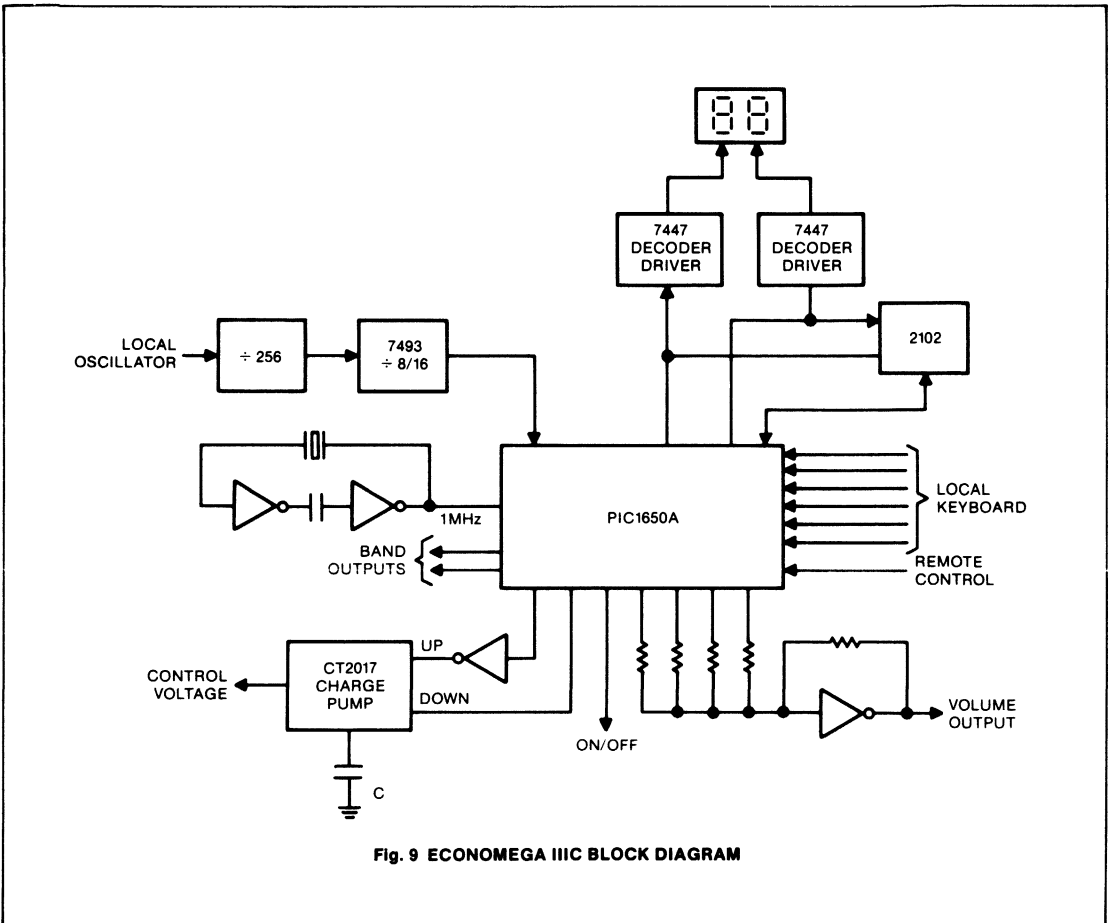 7447
DECODER
DRIVER
7447
DECODER
DRIVER
2102
LOCAL
OSCILLATOR
÷ 256
7493
÷ 8/16
1MHz
PIC1650A
LOCAL
KEYBOARD
REMOTE
CONTROL
BAND
OUTPUTS
UP
DOWN
CT2017
CHARGE
PUMP
CONTROL
VOLTAGE
C
ON/OFF
VOLUME
OUTPUT
Fig. 9 ECONOMEGA IIIC BLOCK DIAGRAM